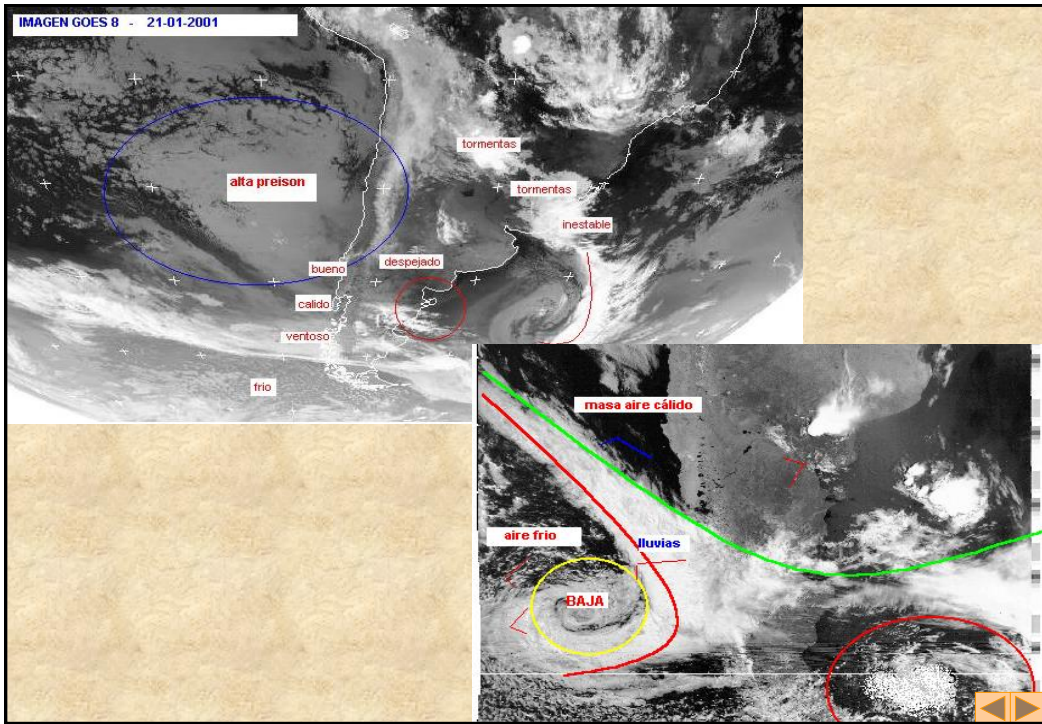 IMAGEN GOES 8 - 21-01-2001
tormentas
alta preison
tormentas
inestable
bueno
despejado
calido
ventoso
frio
masa aire cálido
aire frio
lluvias
BAJA